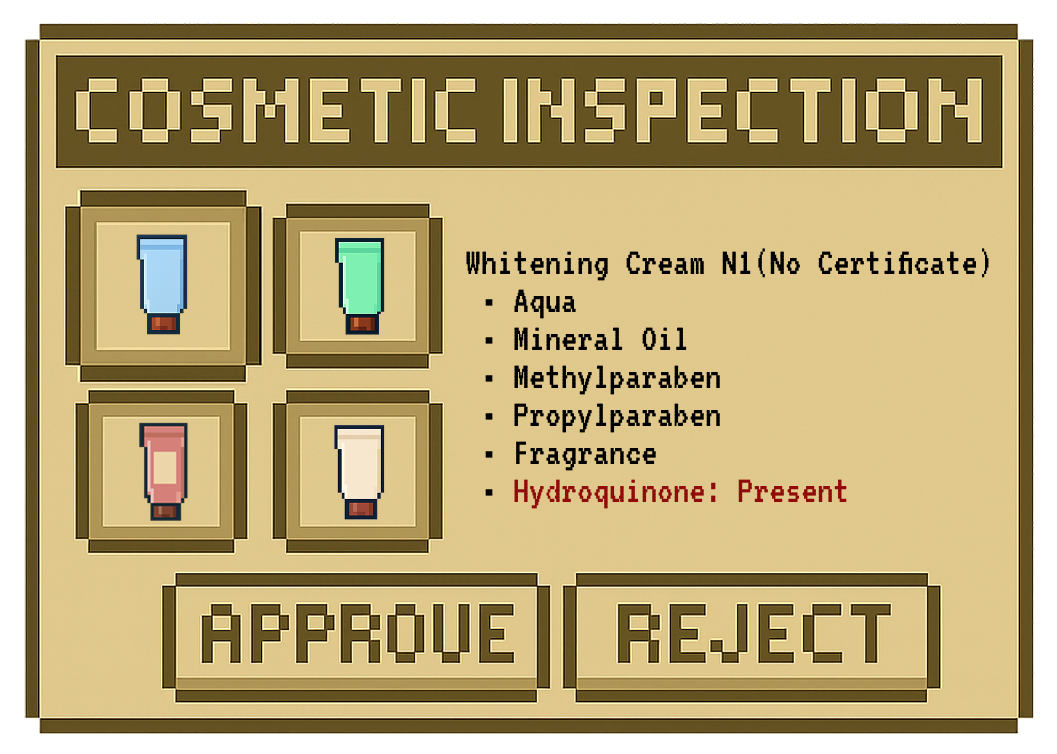 COSMETIC INSPECTION
Whitening Cream N1(No Certificate)
▪ Aqua
▪ Mineral Oil
▪ Methylparaben
▪ Propylparaben
▪ Fragrance
▪ Hydroquinone: Present
APPROVE
REJECT